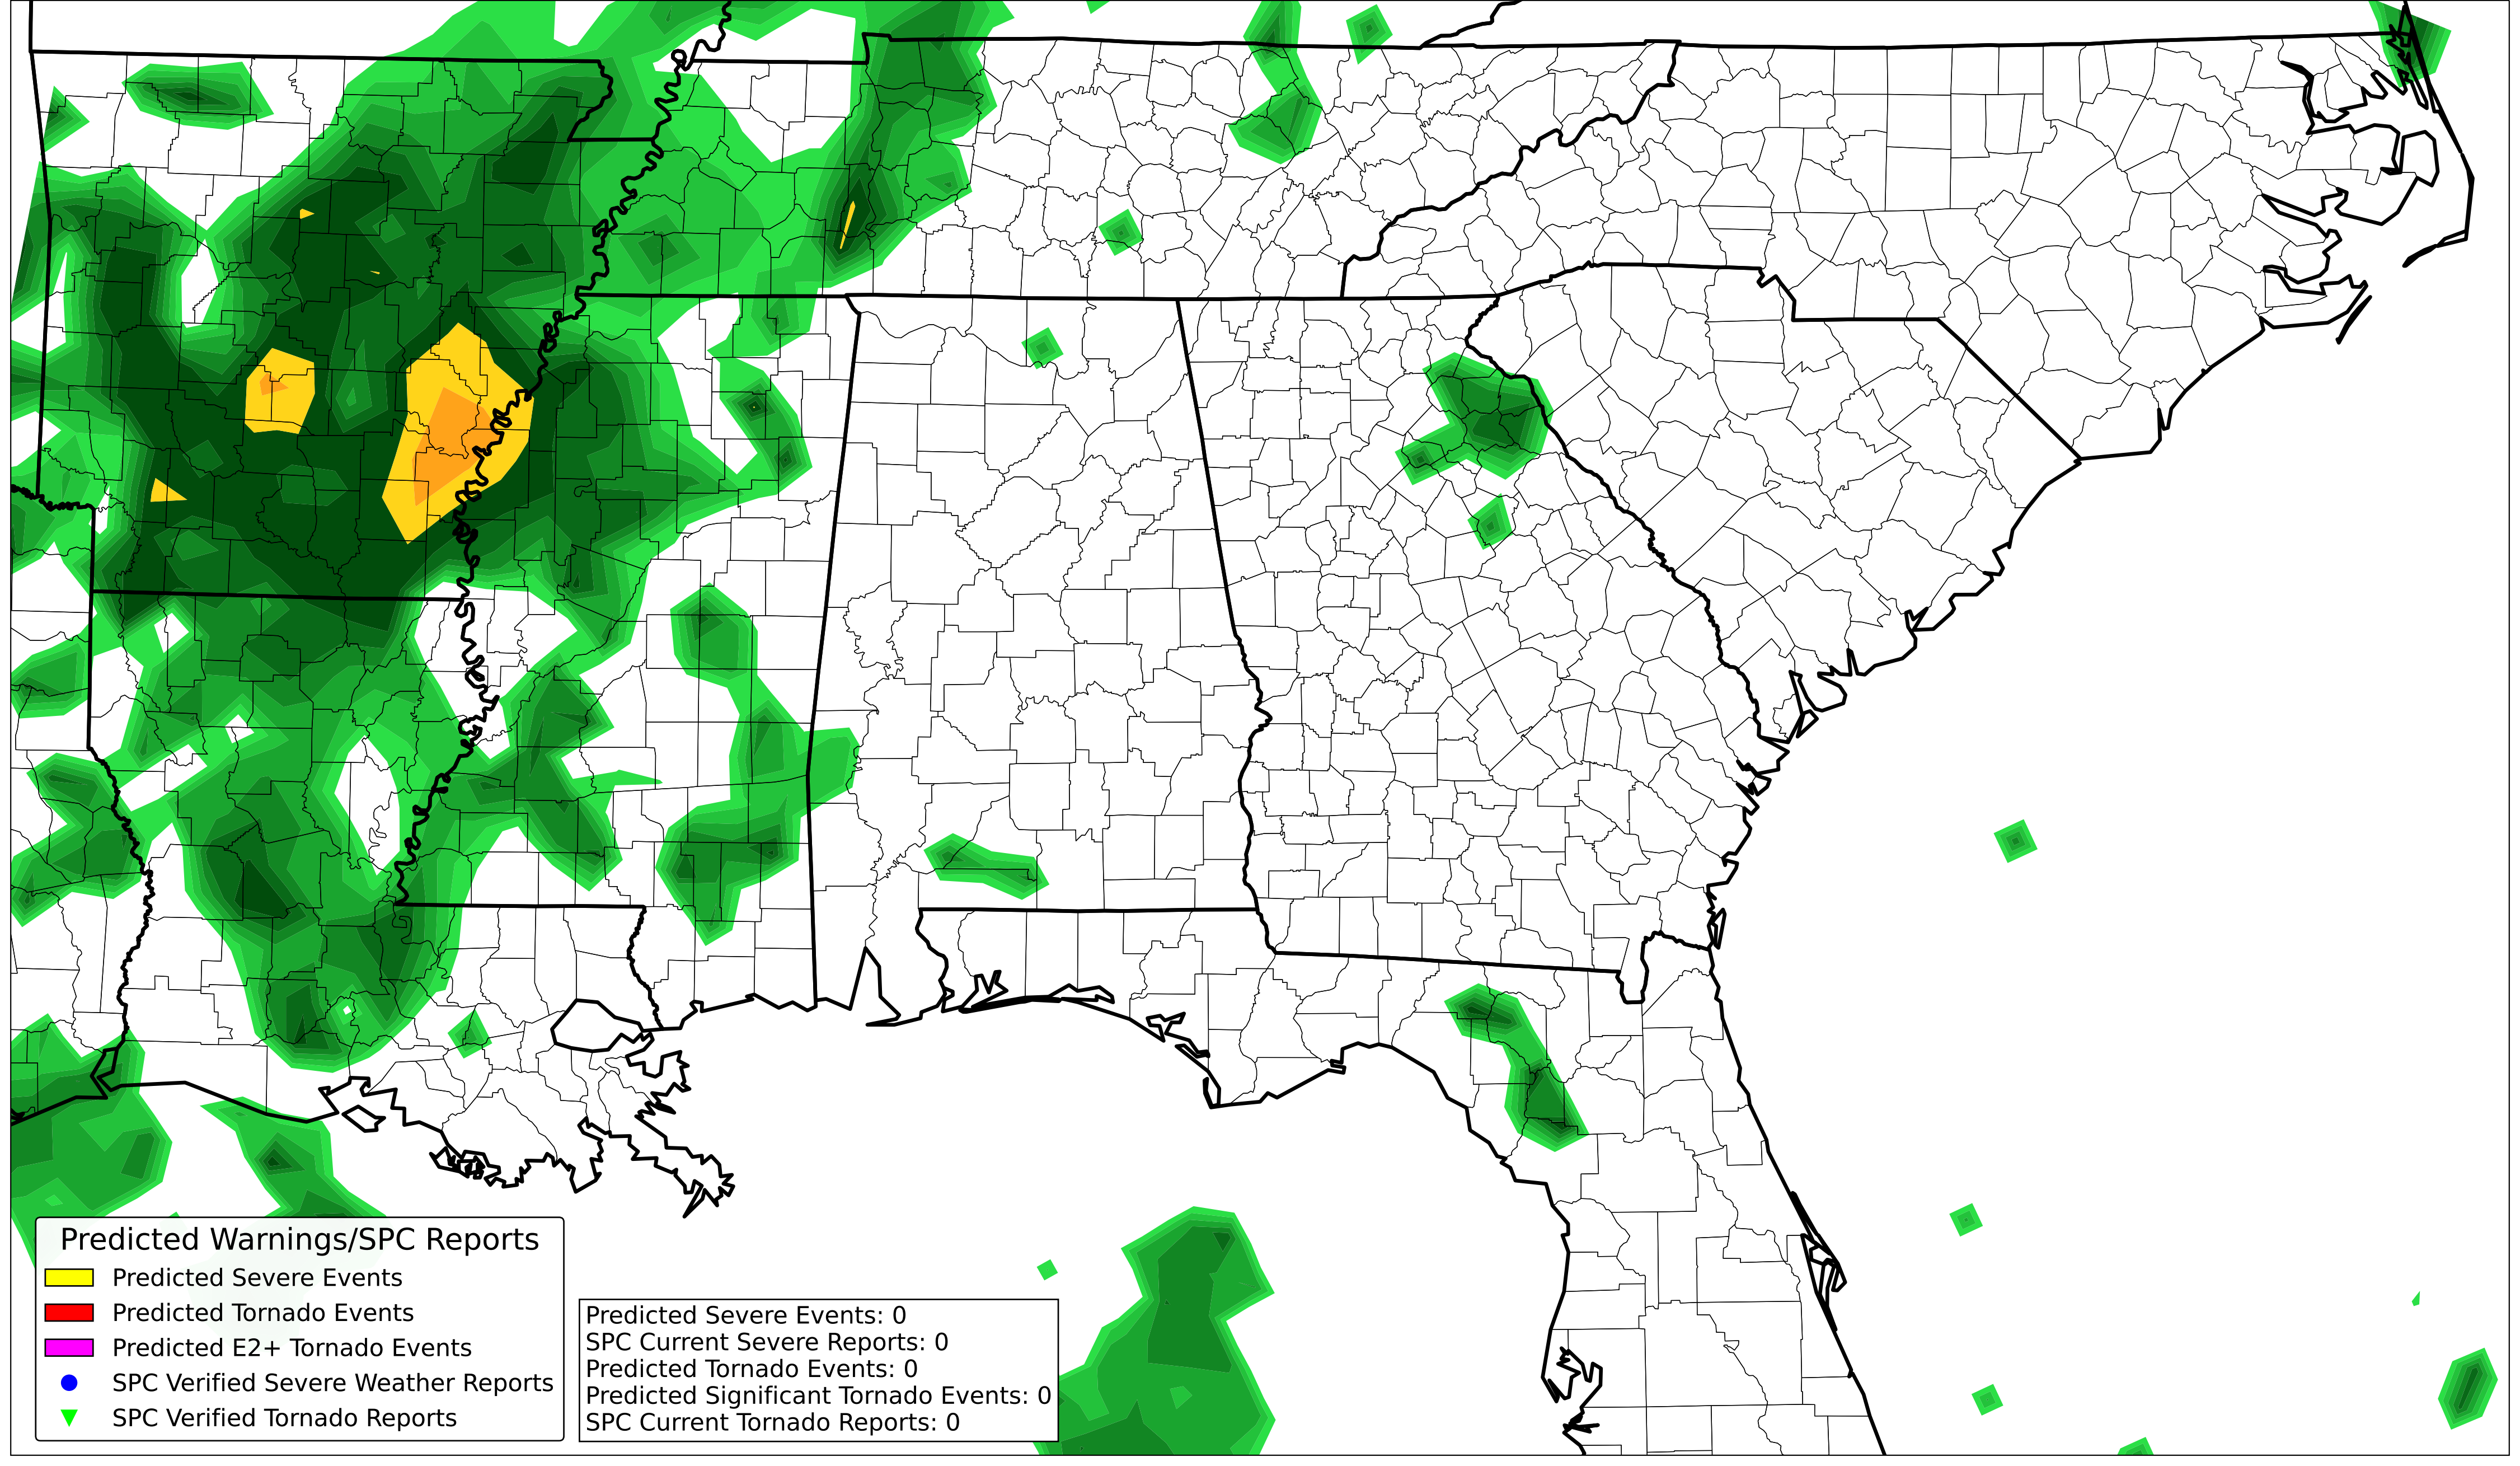 Predicted Warnings/SPC Reports
Predicted Severe Events
Predicted Tornado Events
Predicted E2+ Tornado Events
SPC Verified Severe Weather Reports
SPC Verified Tornado Reports
Predicted Severe Events: 0
SPC Current Severe Reports: 0
Predicted Tornado Events: 0
Predicted Significant Tornado Events: 0
SPC Current Tornado Reports: 0